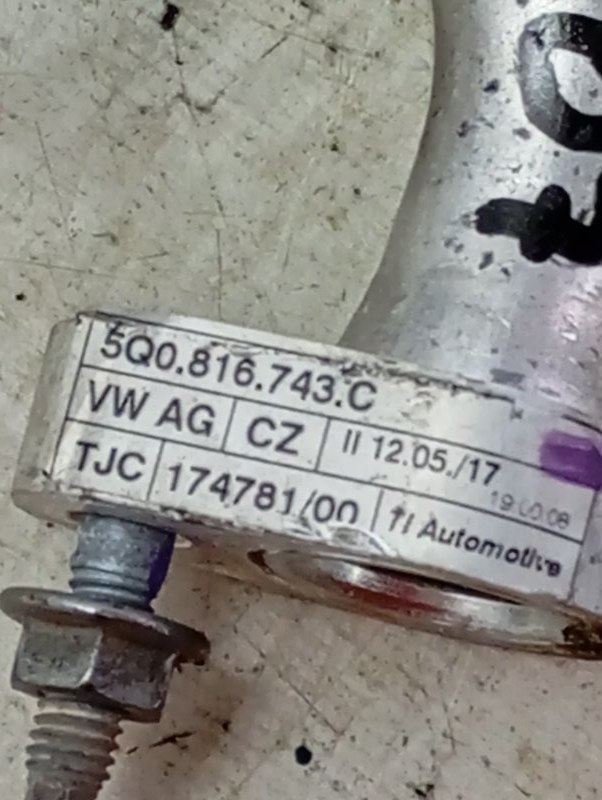 5Q0.816.743.C
VW AG CZ II 12.05./17
19:00:08
TJC 174781/00 TI Automotive